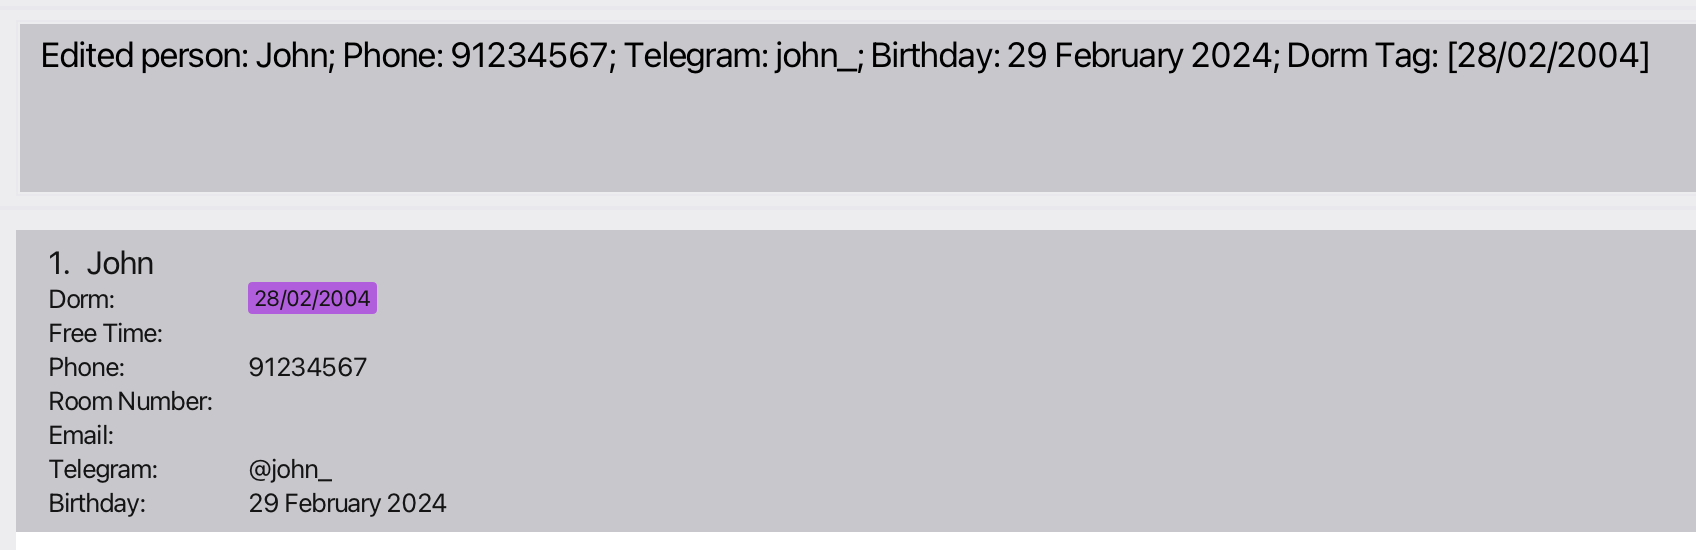 Edited person: John; Phone: 91234567; Telegram: john_; Birthday: 29 February 2024; Dorm Tag: [28/02/2004]
1. John
Dorm: 28/02/2004
Free Time:
Phone: 91234567
Room Number:
Email:
Telegram: @john_
Birthday: 29 February 2024